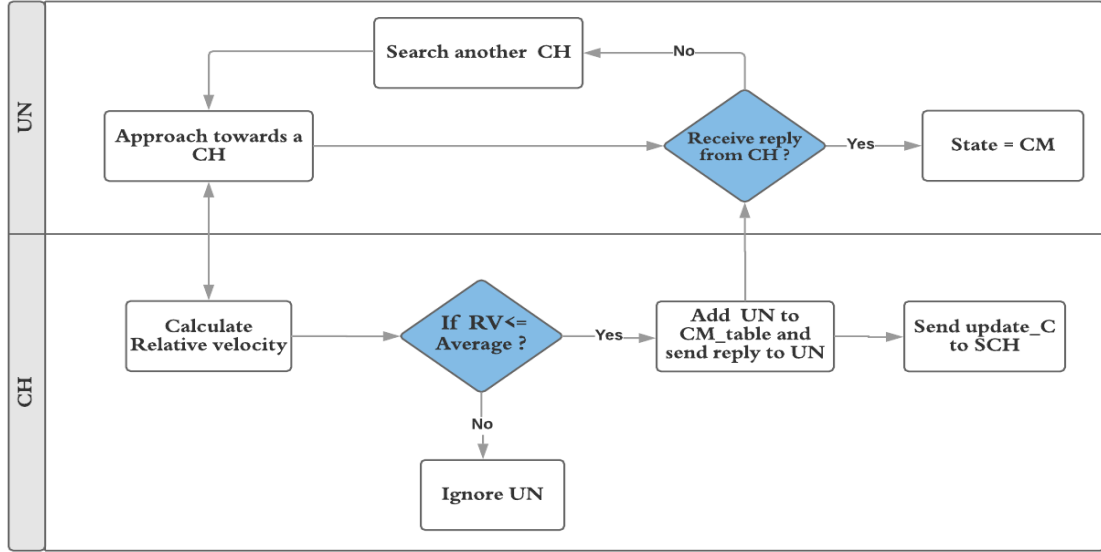 UN
Search another CH
No
Approach towards a
CH
Receive reply
from CH ?
Yes
State = CM
CH
Calculate
Relative velocity
If RV<=
Average ?
Yes
Add UN to
CM_table and
send reply to UN
Send update_C
to SCH
No
Ignore UN